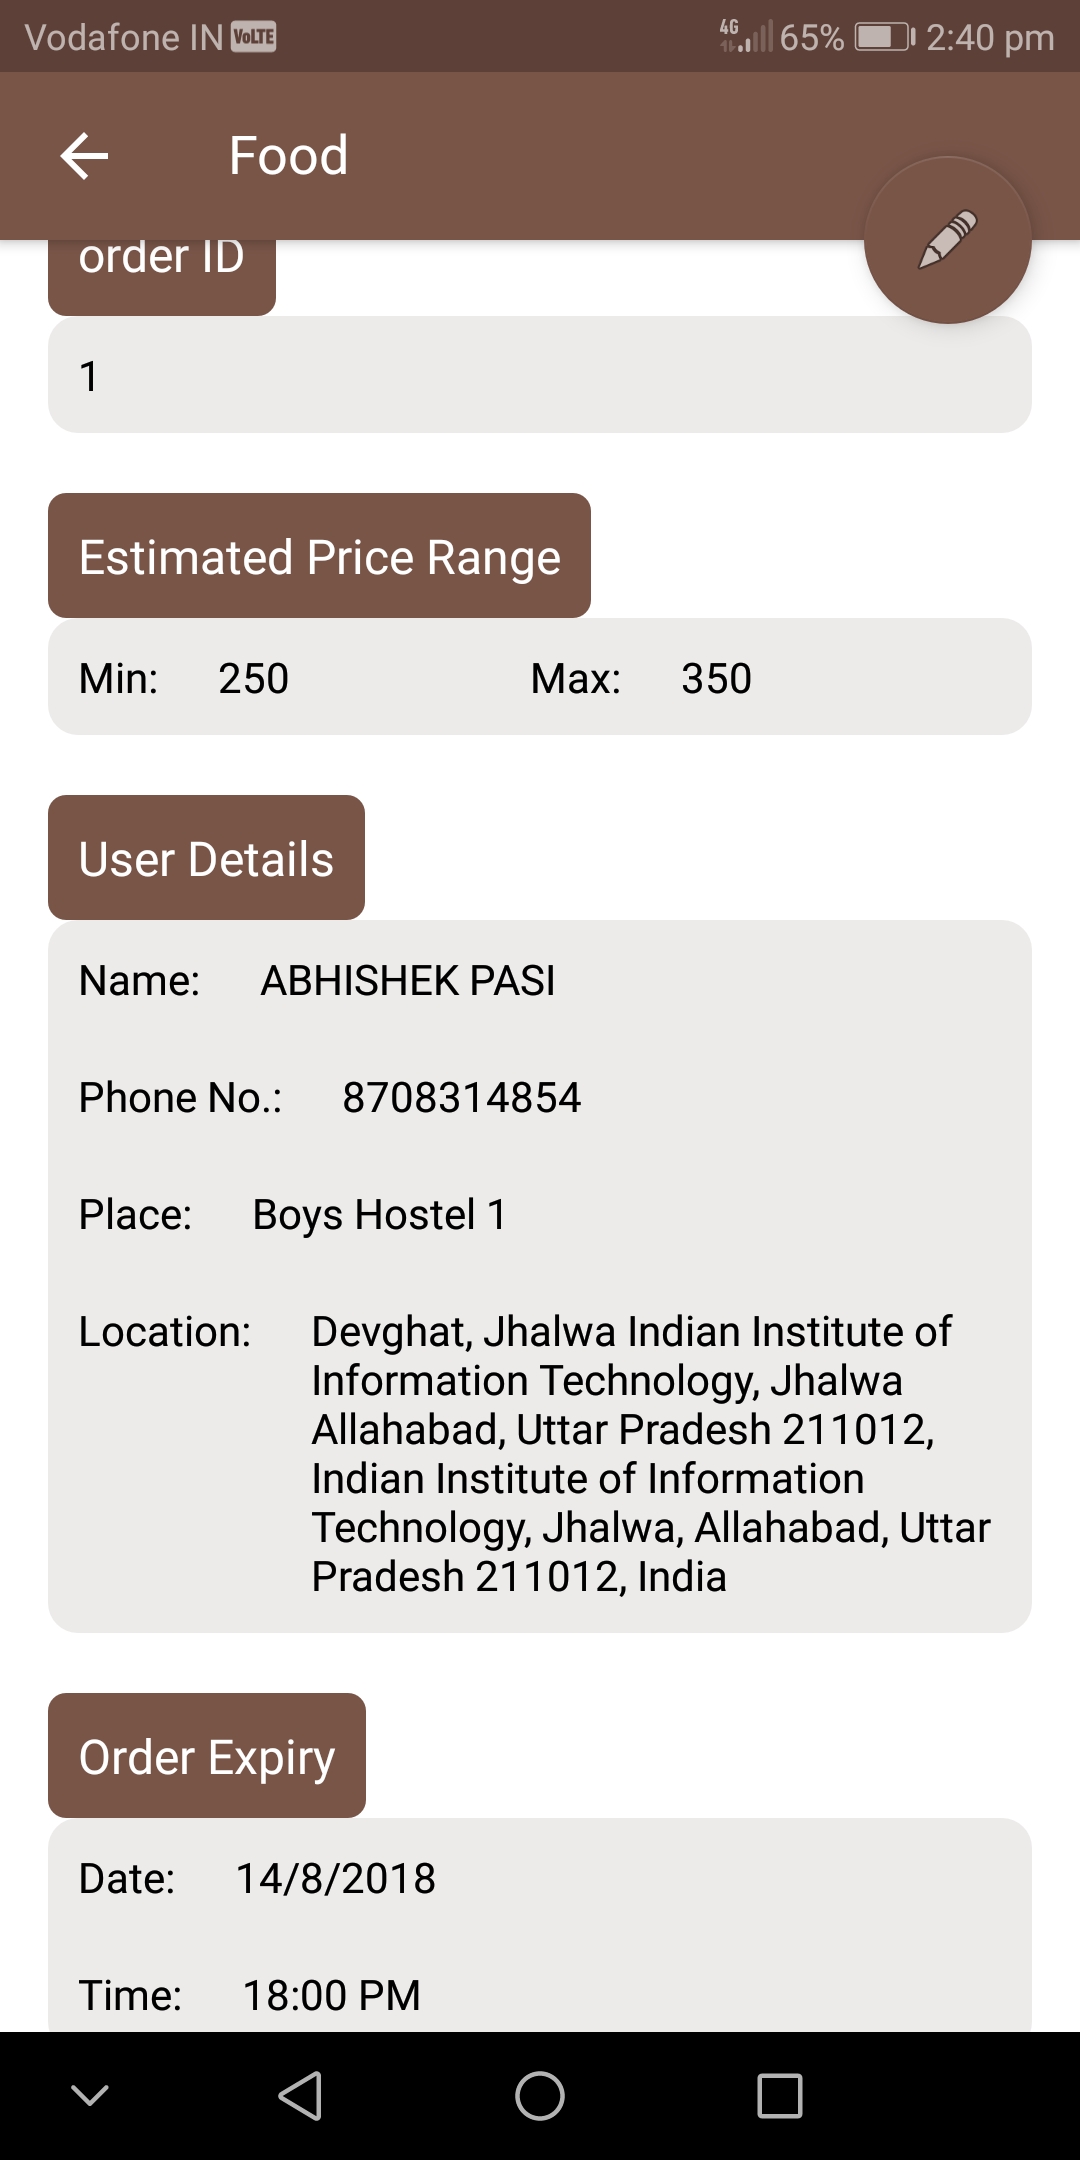 Vodafone IN VoLTE 4G 65% 2:40 pm
Food
order ID
1
Estimated Price Range
Min: 250 Max: 350
User Details
Name: ABHISHEK PASI
Phone No.: 8708314854
Place: Boys Hostel 1
Location: Devghat, Jhalwa Indian Institute of
Information Technology, Jhalwa
Allahabad, Uttar Pradesh 211012,
Indian Institute of Information
Technology, Jhalwa, Allahabad, Uttar
Pradesh 211012, India
Order Expiry
Date: 14/8/2018
Time: 18:00 PM